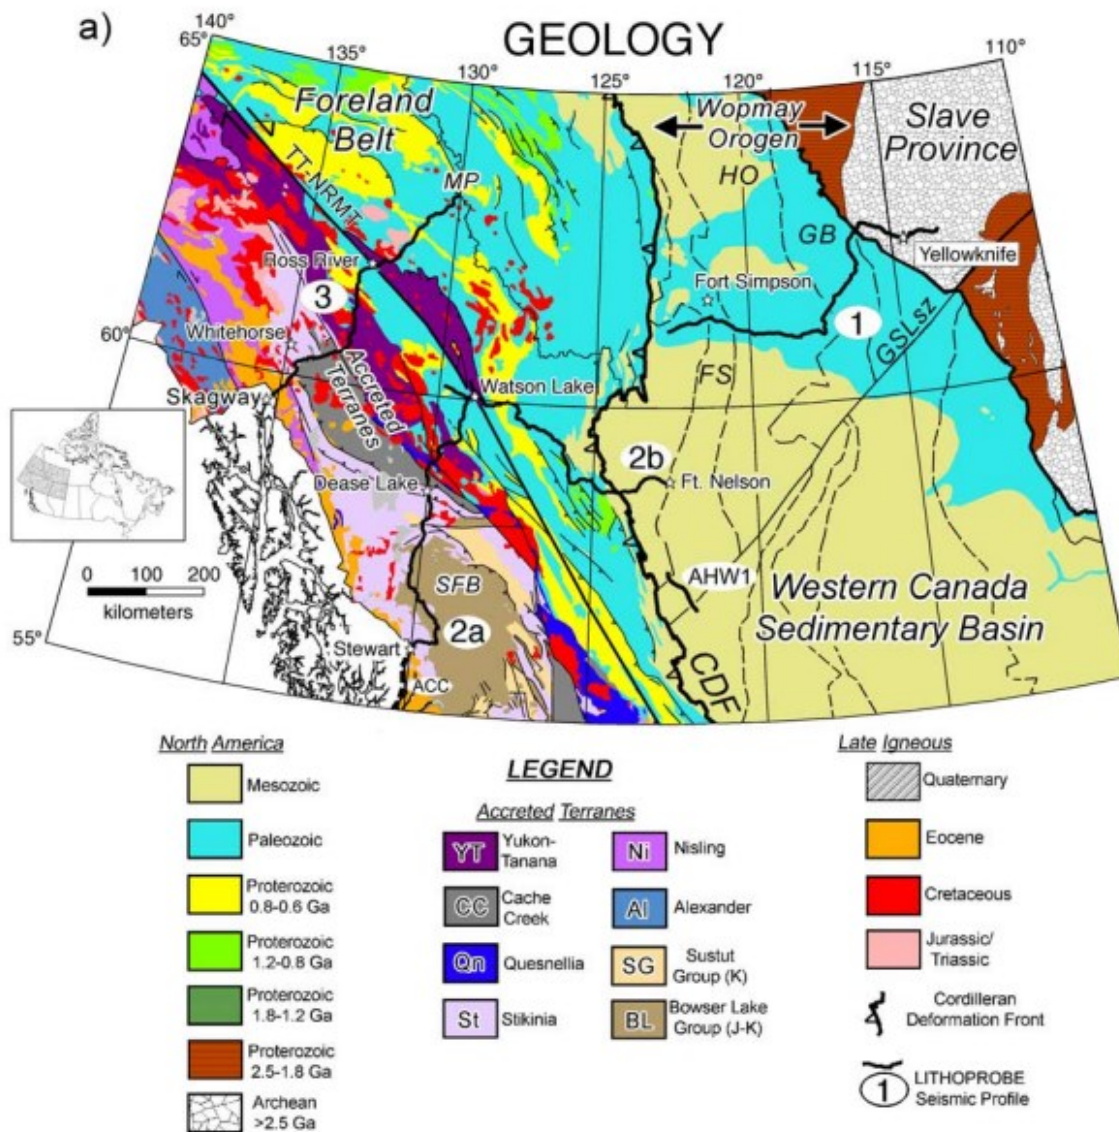 a)
GEOLOGY
140°
65°
135°
130°
125°
120°
115°
110°
Foreland
Belt
Wopmay
Orogen
Slave
Province
TT-NRMT
MP
HO
GB
Ross River
Yellowknife
Fort Simpson
3
1
Whitehorse
60°
GSLsz
Accreted
Terranes
FS
Skagway
Watson Lake
2b
Ft. Nelson
Dease Lake
AHW1
0 100 200
kilometers
SFB
Western Canada
Sedimentary Basin
2a
55°
Stewart
CDF
ACC
North America
Mesozoic
Paleozoic
Proterozoic
0.8-0.6 Ga
Proterozoic
1.2-0.8 Ga
Proterozoic
1.8-1.2 Ga
Proterozoic
2.5-1.8 Ga
Archean
>2.5 Ga
LEGEND
Accreted Terranes
YT Yukon-
Tanana
CC Cache
Creek
Qn Quesnellia
St Stikinia
Ni Nisling
Al Alexander
SG Sustut
Group (K)
BL Bowser Lake
Group (J-K)
Late Igneous
Quaternary
Eocene
Cretaceous
Jurassic/
Triassic
Cordilleran
Deformation Front
1 LITHOPROBE
Seismic Profile